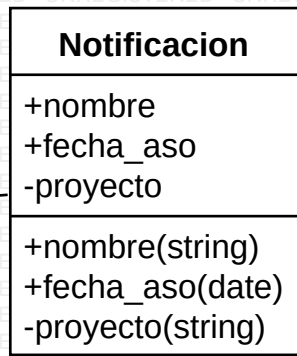 Notificacion
+nombre
+fecha_aso
-proyecto
+nombre(string)
+fecha_aso(date)
-proyecto(string)